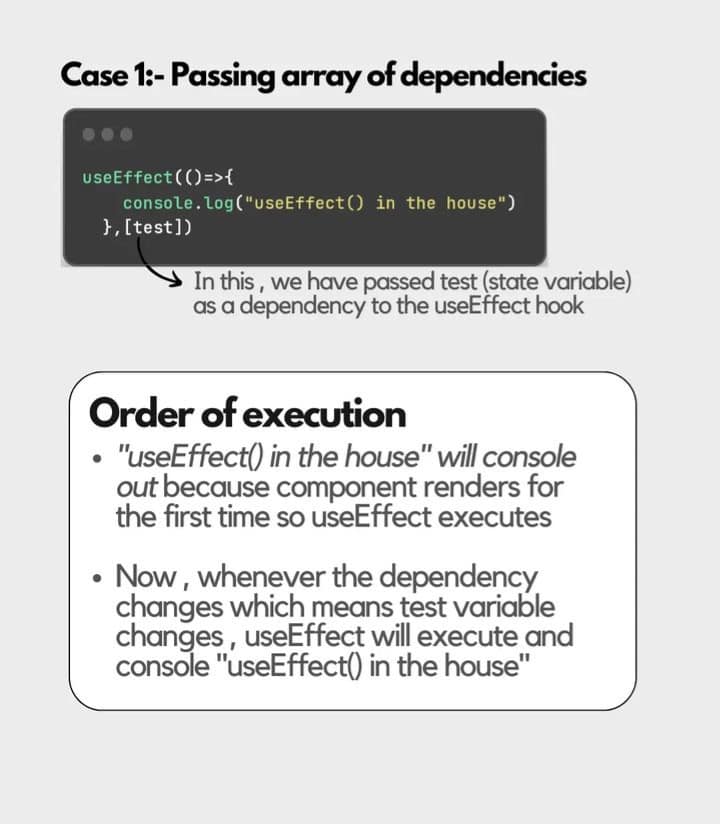 Case 1:- Passing array of dependencies
useEffect(()=>{
console.log("useEffect() in the house")
},[test])
In this , we have passed test (state variable)
as a dependency to the useEffect hook
Order of execution
• "useEffect() in the house" will console
out because component renders for
the first time so useEffect executes
• Now , whenever the dependency
changes which means test variable
changes , useEffect will execute and
console "useEffect() in the house"